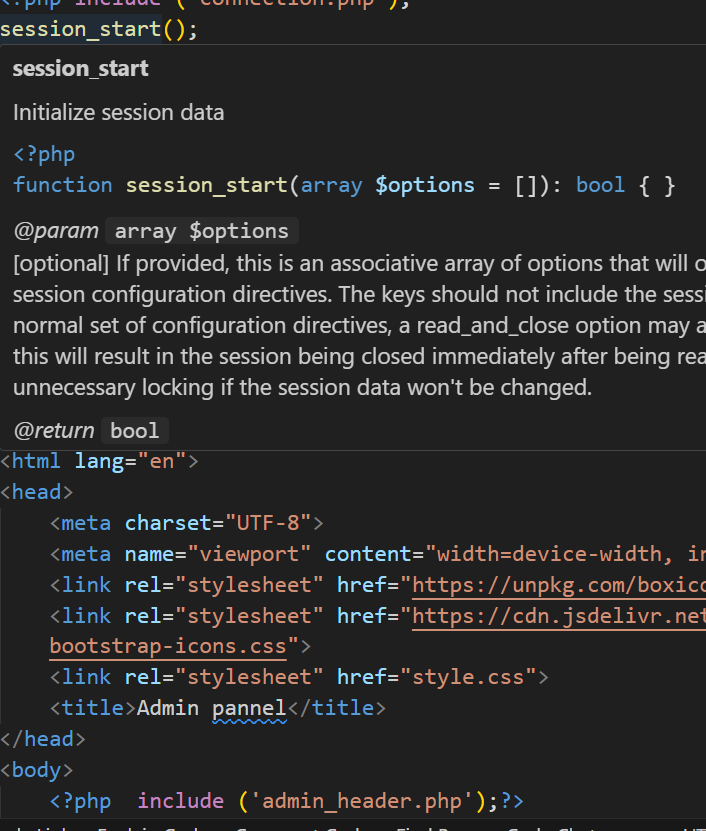 <?php include ('connection.php');
session_start();
session_start
Initialize session data
<?php
function session_start(array $options = []): bool { }
@param array $options
[optional] If provided, this is an associative array of options that will o
session configuration directives. The keys should not include the sessi
normal set of configuration directives, a read_and_close option may a
this will result in the session being closed immediately after being rea
unnecessary locking if the session data won't be changed.
@return bool
<html lang="en">
<head>
<meta charset="UTF-8">
<meta name="viewport" content="width=device-width, in
<link rel="stylesheet" href="https://unpkg.com/boxico
<link rel="stylesheet" href="https://cdn.jsdelivr.net
bootstrap-icons.css">
<link rel="stylesheet" href="style.css">
<title>Admin pannel</title>
</head>
<body>
<?php  include ('admin_header.php');?>